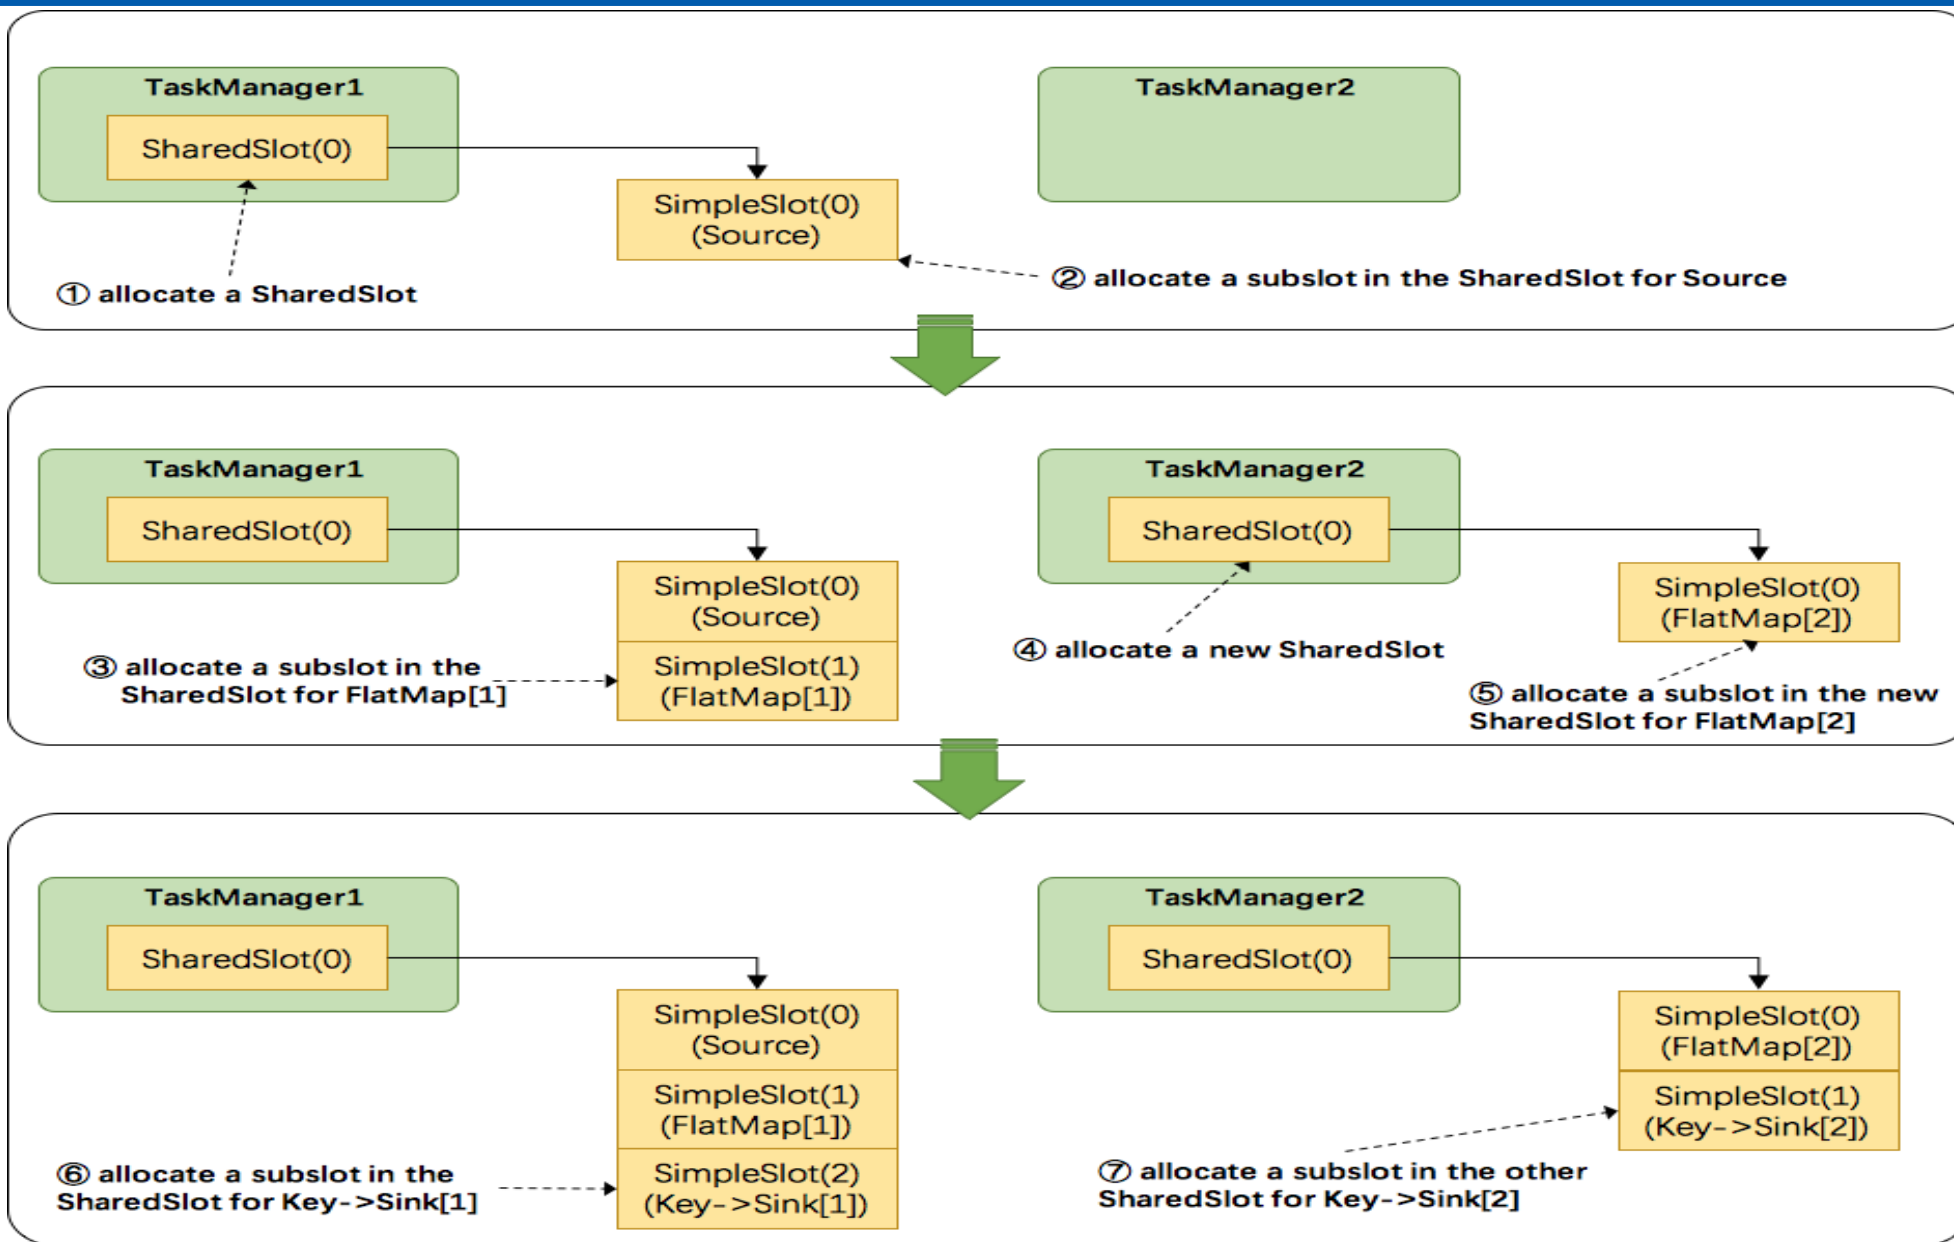 TaskManager1
SharedSlot(0)
SimpleSlot(0)
(Source)
TaskManager2
① allocate a SharedSlot
② allocate a subslot in the SharedSlot for Source
TaskManager1
SharedSlot(0)
SimpleSlot(0)
(Source)
SimpleSlot(1)
(FlatMap[1])
③ allocate a subslot in the
SharedSlot for FlatMap[1]
TaskManager2
SharedSlot(0)
SimpleSlot(0)
(FlatMap[2])
④ allocate a new SharedSlot
⑤ allocate a subslot in the new
SharedSlot for FlatMap[2]
TaskManager1
SharedSlot(0)
SimpleSlot(0)
(Source)
SimpleSlot(1)
(FlatMap[1])
SimpleSlot(2)
(Key->Sink[1])
⑥ allocate a subslot in the
SharedSlot for Key->Sink[1]
TaskManager2
SharedSlot(0)
SimpleSlot(0)
(FlatMap[2])
SimpleSlot(1)
(Key->Sink[2])
⑦ allocate a subslot in the other
SharedSlot for Key->Sink[2]